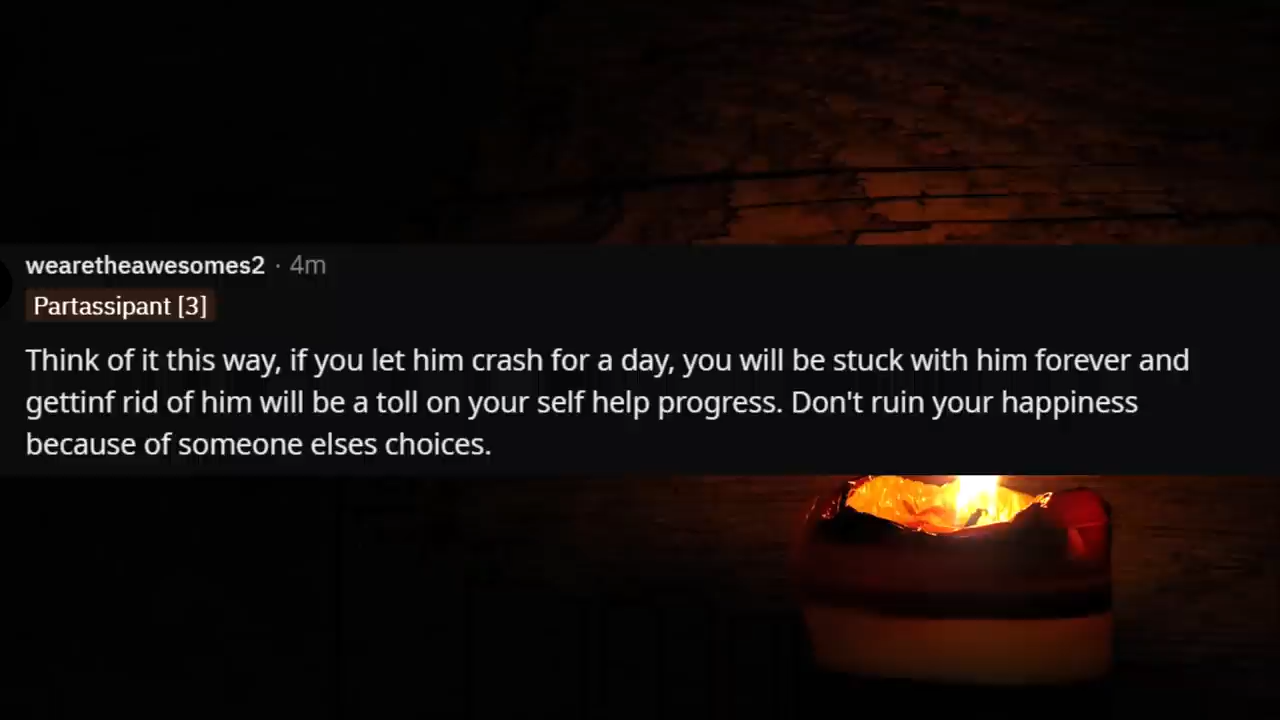 wearetheawesomes2 · 4m
Partassipant [3]
Think of it this way, if you let him crash for a day, you will be stuck with him forever and
gettinf rid of him will be a toll on your self help progress. Don't ruin your happiness
because of someone elses choices.